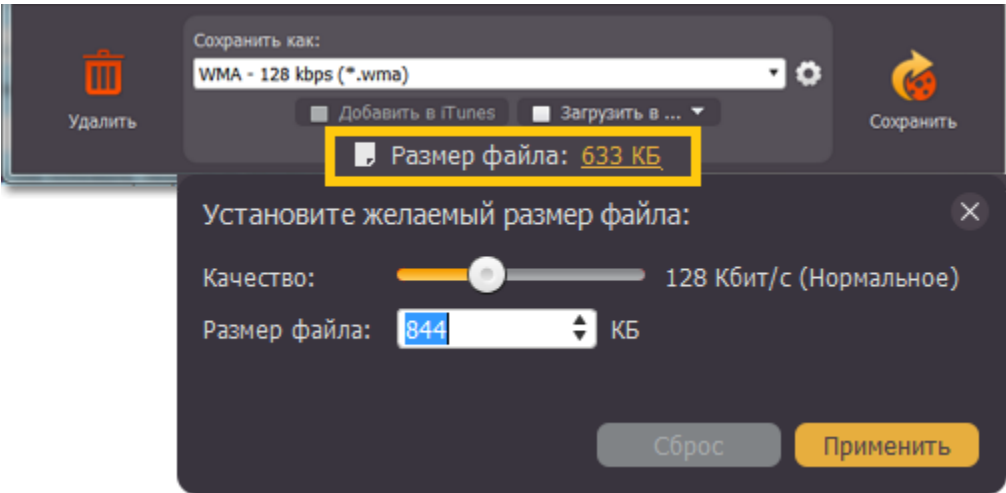 Сохранить как:
WMA - 128 kbps (*.wma)
Удалить
Добавить в iTunes
Загрузить в ...
Сохранить
Размер файла: 633 КБ
Установите желаемый размер файла:
Качество: 128 Кбит/с (Нормальное)
Размер файла: 844 КБ
Сброс
Применить